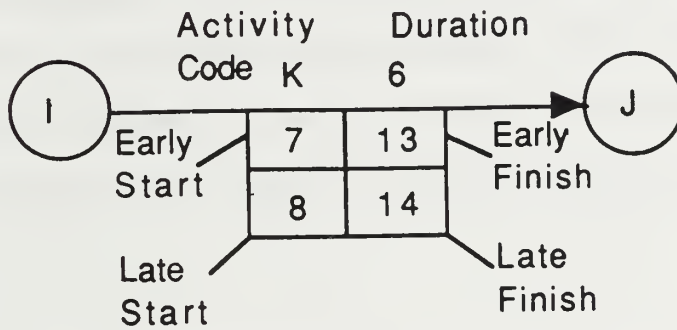 Activity Duration
Code K 6
I J
Early 7 13 Early
Start Finish
8 14
Late Late
Start Finish